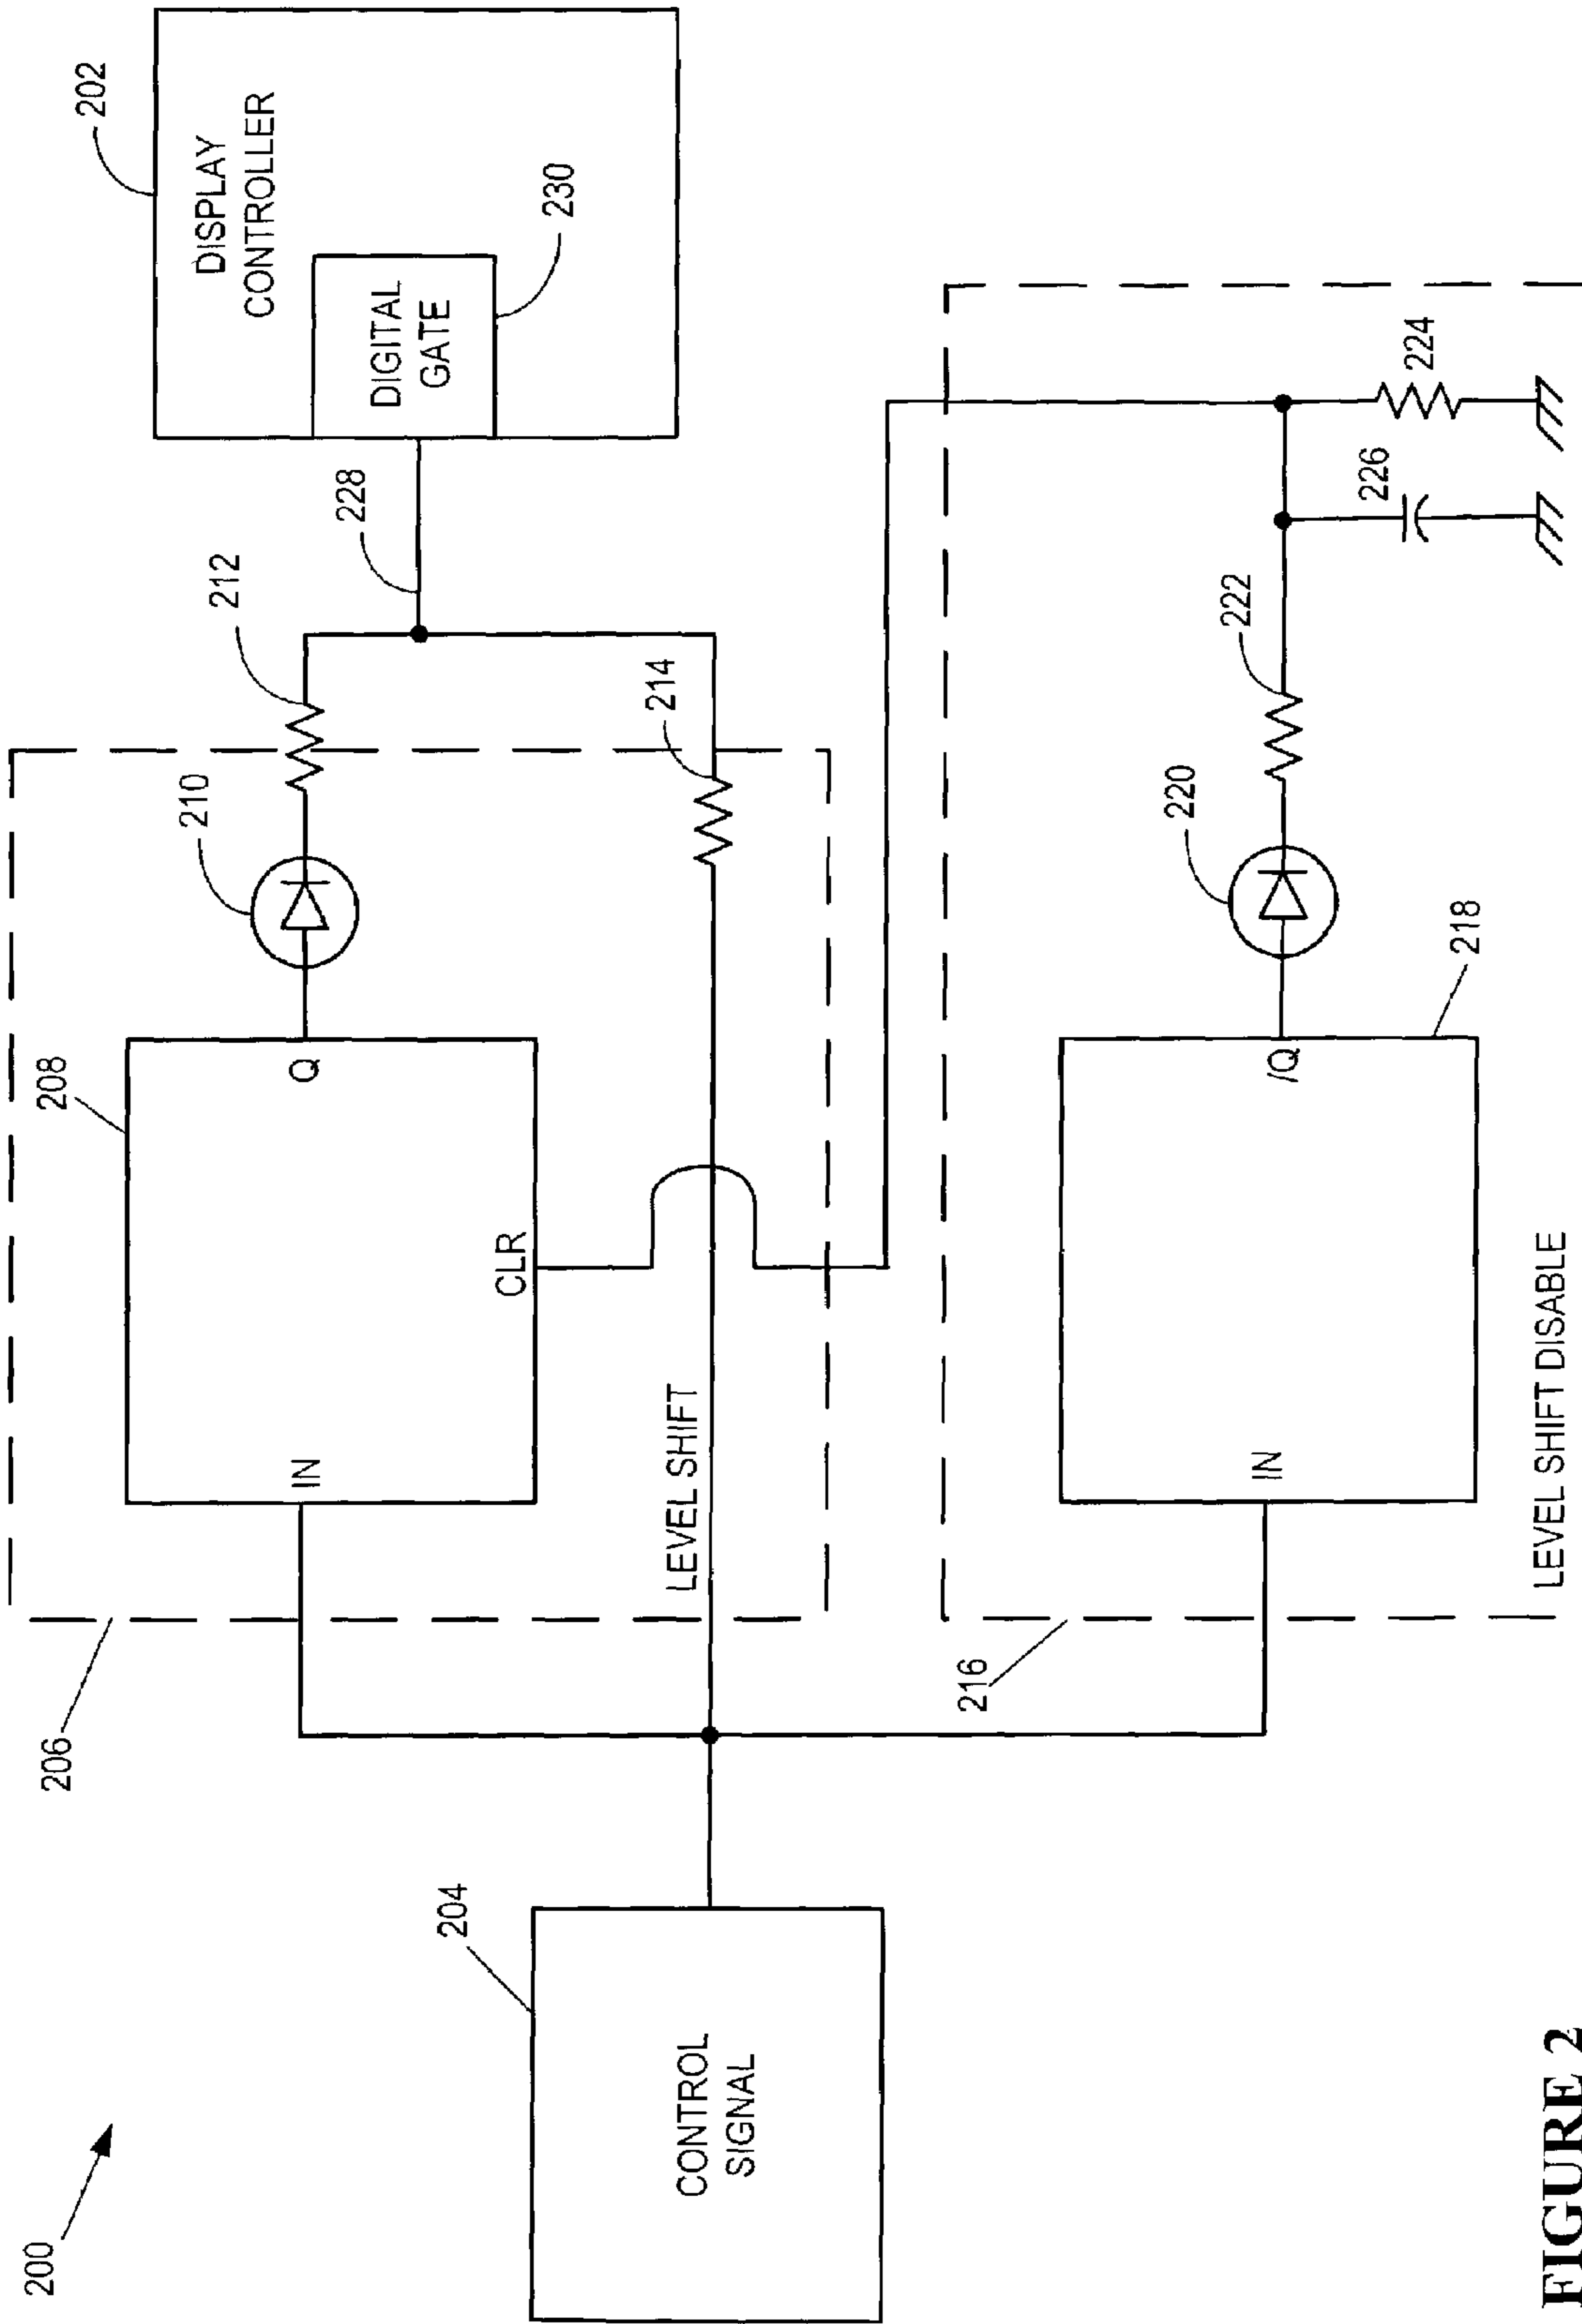 200
206
208
210
212
228
202
DISPLAY
CONTROLLER
DIGITAL
GATE
230
IN
Q
CLR
LEVEL SHIFT
214
204
CONTROL
SIGNAL
216
IN
/Q
218
220
222
226
224
LEVEL SHIFT DISABLE
FIGURE 2